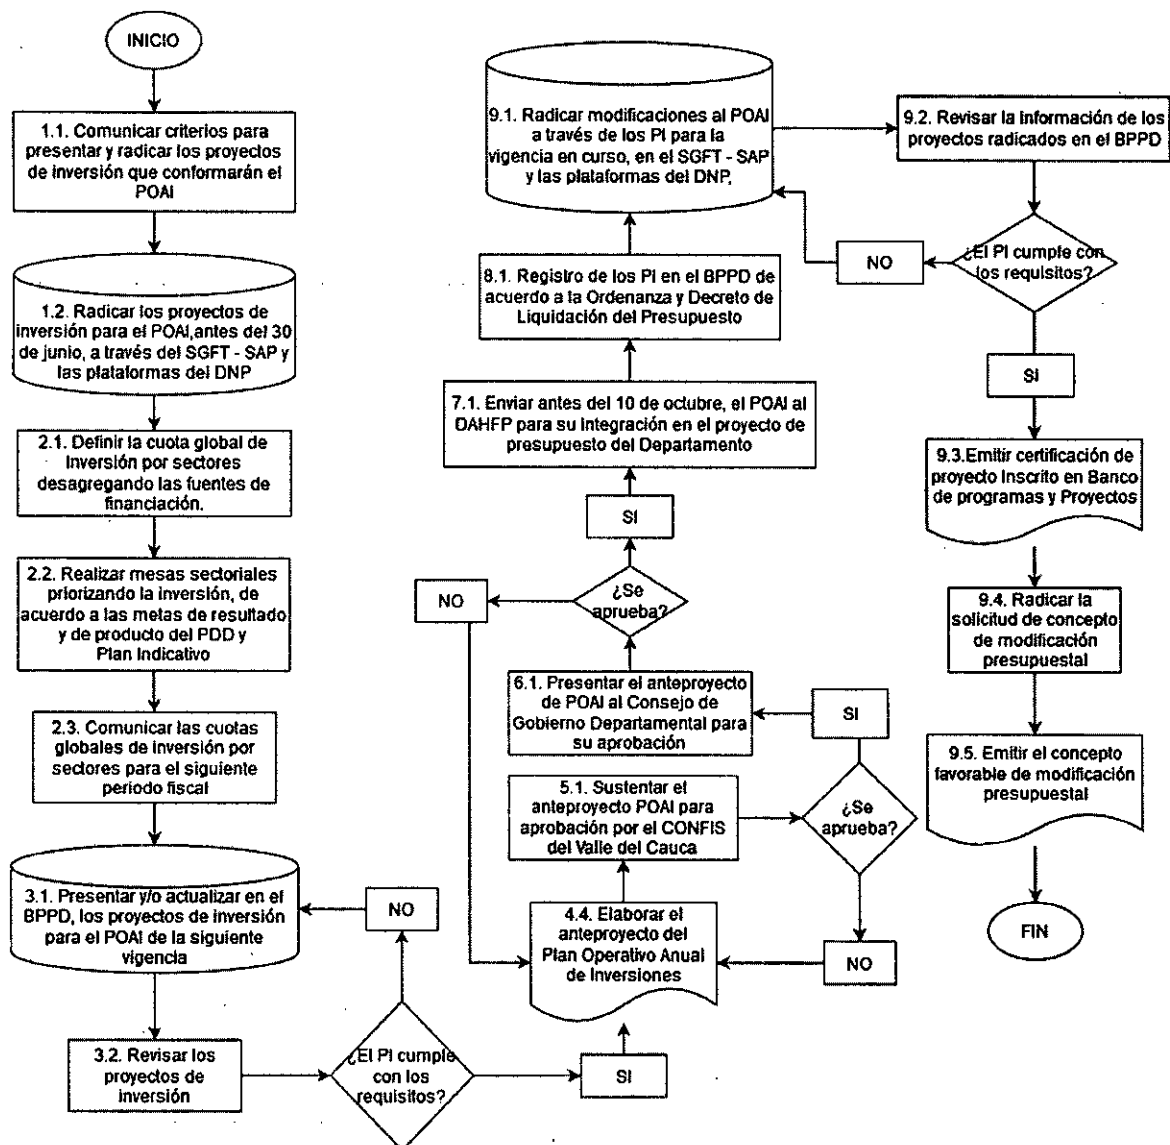 INICIO
1.1. Comunicar criterios para
presentar y radicar los proyectos
de inversión que conformarán el
POAI
1.2. Radicar los proyectos de
inversión para el POAI,antes del 30
de junio, a través del SGFT - SAP y
las plataformas del DNP
2.1. Definir la cuota global de
Inversión por sectores
desagregando las fuentes de
financiación.
2.2. Realizar mesas sectoriales
priorizando la inversión, de
acuerdo a las metas de resultado
y de producto del PDD y
Plan Indicativo
2.3. Comunicar las cuotas
globales de inversión por
sectores para el siguiente
periodo fiscal
3.1. Presentar y/o actualizar en el
BPPD, los proyectos de inversión
para el POAI de la siguiente
vigencia
NO
3.2. Revisar los
proyectos de
inversión
¿El PI cumple
con los
requisitos?
SI
4.4. Elaborar el
anteproyecto del
Plan Operativo Anual
de Inversiones
NO
5.1. Sustentar el
anteproyecto POAI para
aprobación por el CONFIS
del Valle del Cauca
¿Se
aprueba?
SI
6.1. Presentar el anteproyecto
de POAI al Consejo de
Gobierno Departamental para
su aprobación
¿Se
aprueba?
NO
SI
7.1. Enviar antes del 10 de octubre, el POAI al
DAHFP para su integración en el proyecto de
presupuesto del Departamento
8.1. Registro de los PI en el BPPD de
acuerdo a la Ordenanza y Decreto de
Liquidación del Presupuesto
9.1. Radicar modificaciones al POAI
a través de los PI para la
vigencia en curso, en el SGFT - SAP
y las plataformas del DNP,
9.2. Revisar la información de los
proyectos radicados en el BPPD
¿El PI cumple con
los requisitos?
NO
SI
9.3.Emitir certificación de
proyecto Inscrito en Banco
de programas y Proyectos
9.4. Radicar la
solicitud de concepto
de modificación
presupuestal
9.5. Emitir el concepto
favorable de modificación
presupuestal
FIN